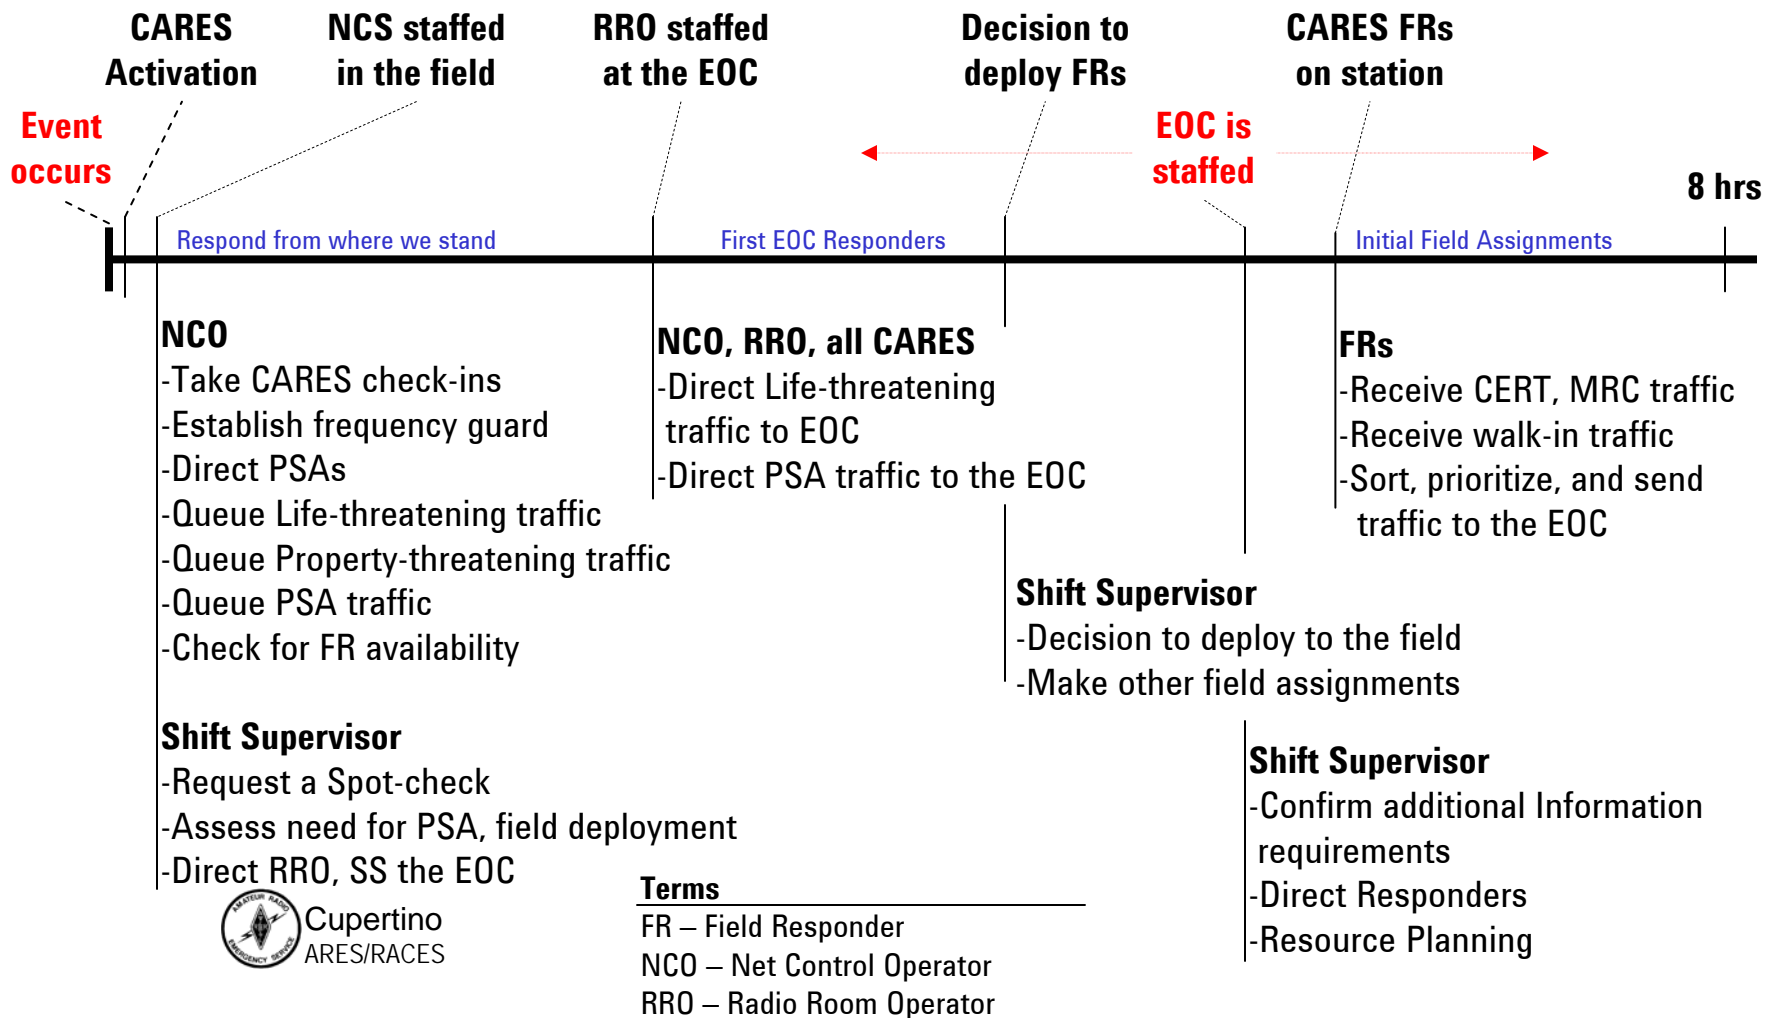 CARES
Activation
NCS staffed
in the field
RRO staffed
at the EOC
Decision to
deploy FRs
CARES FRs
on station
Event
occurs
EOC is
staffed
8 hrs
Respond from where we stand
First EOC Responders
Initial Field Assignments
NCO
-Take CARES check-ins
-Establish frequency guard
-Direct PSAs
-Queue Life-threatening traffic
-Queue Property-threatening traffic
-Queue PSA traffic
-Check for FR availability
Shift Supervisor
-Request a Spot-check
-Assess need for PSA, field deployment
-Direct RRO, SS the EOC
NCO, RRO, all CARES
-Direct Life-threatening
traffic to EOC
-Direct PSA traffic to the EOC
Shift Supervisor
-Decision to deploy to the field
-Make other field assignments
FRs
-Receive CERT, MRC traffic
-Receive walk-in traffic
-Sort, prioritize, and send
traffic to the EOC
Shift Supervisor
-Confirm additional Information
requirements
-Direct Responders
-Resource Planning
AMATEUR RADIO
EMERGENCY SERVICE
Cupertino
ARES/RACES
Terms
FR – Field Responder
NCO – Net Control Operator
RRO – Radio Room Operator